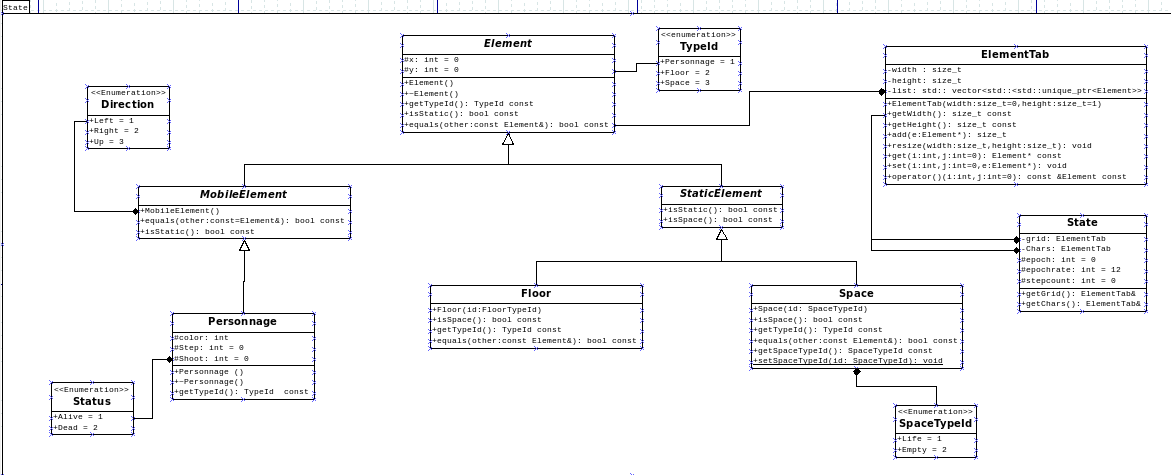 State
Element
#x: int = 0
#y: int = 0
+Element()
+~Element()
+getTypeId(): TypeId const
+isStatic(): bool const
+equals(other:const Element&): bool const
<<enumeration>>
TypeId
+Personnage = 1
+Floor = 2
+Space = 3
ElementTab
-width : size_t
-height: size_t
-list: std:: vector<std::<std::unique_ptr<Element>>
+ElementTab(width:size_t=0,height:size_t=1)
+getWidth(): size_t const
+getHeight(): size_t const
+add(e:Element*): size_t
+resize(width:size_t,height:size_t): void
+get(i:int,j:int=0): Element* const
+set(i:int,j:int=0,e:Element*): void
+operator()(i:int,j:int=0): const &Element const
<<Enumeration>>
Direction
+Left = 1
+Right = 2
+Up = 3
MobileElement
+MobileElement()
+equals(other:const=Element&): bool const
+isStatic(): bool const
StaticElement
+isStatic(): bool const
+isSpace(): bool const
State
-grid: ElementTab
-Chars: ElementTab
#epoch: int = 0
#epochrate: int = 12
#stepcount: int = 0
+getGrid(): ElementTab&
+getChars(): ElementTab&
Floor
+Floor(id:FloorTypeId)
+isSpace(): bool const
+getTypeId(): TypeId const
+equals(other:const Element&): bool const
Space
+Space(id: SpaceTypeId)
+isSpace(): bool const
+getTypeId(): TypeId const
+equals(other:const Element&): bool const
+getSpaceTypeId(): SpaceTypeId const
+setSpaceTypeId(id: SpaceTypeId): void
Personnage
#color: int
#Step: int = 0
#Shoot: int = 0
+Personnage ()
+~Personnage()
+getTypeId(): TypeId  const
<<Enumeration>>
Status
+Alive = 1
+Dead = 2
<<Enumeration>>
SpaceTypeId
+Life = 1
+Empty = 2